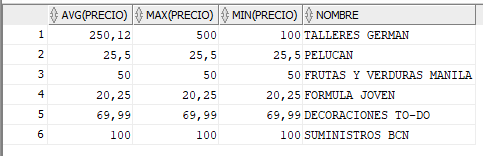 AVG(PRECIO) MAX(PRECIO) MIN(PRECIO) NOMBRE
1 250,12 500 100 TALLERES GERMAN
2 25,5 25,5 25,5 PELUCAN
3 50 50 50 FRUTAS Y VERDURAS MANILA
4 20,25 20,25 20,25 FORMULA JOVEN
5 69,99 69,99 69,99 DECORACIONES TO-DO
6 100 100 100 SUMINISTROS BCN